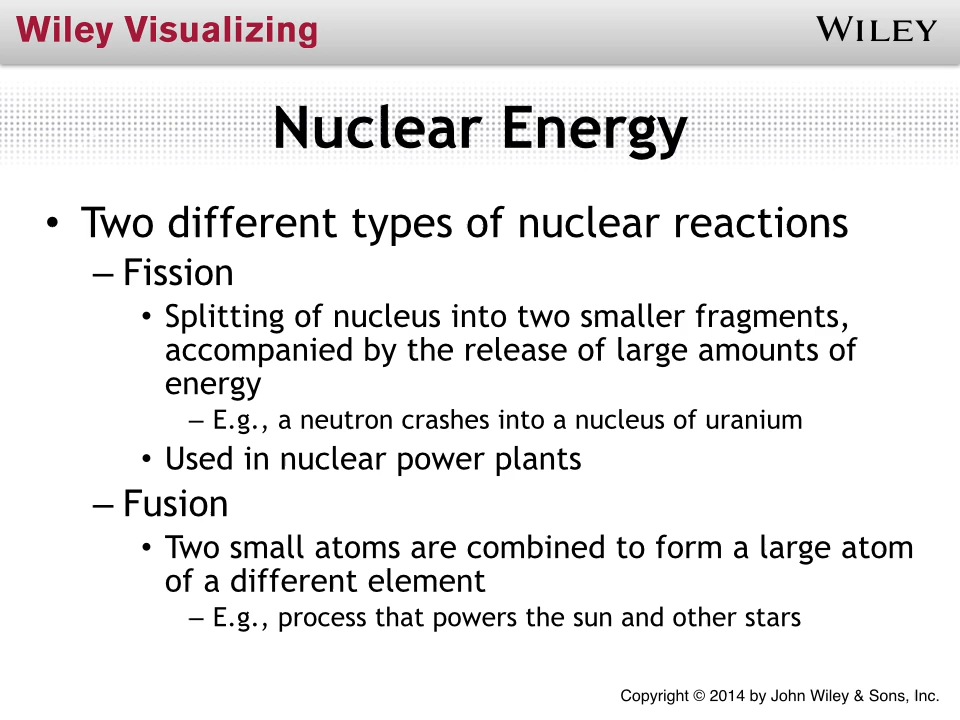 Wiley Visualizing
WILEY
Nuclear Energy
• Two different types of nuclear reactions
– Fission
• Splitting of nucleus into two smaller fragments,
accompanied by the release of large amounts of
energy
– E.g., a neutron crashes into a nucleus of uranium
• Used in nuclear power plants
– Fusion
• Two small atoms are combined to form a large atom
of a different element
– E.g., process that powers the sun and other stars
Copyright © 2014 by John Wiley & Sons, Inc.